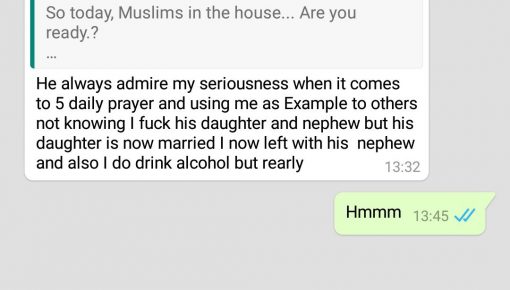 So today, Muslims in the house... Are you
ready.?
...
He always admire my seriousness when it comes
to 5 daily prayer and using me as Example to others
not knowing I fuck his daughter and nephew but his
daughter is now married I now left with his nephew
and also I do drink alcohol but rearly
13:32
Hmmm 13:45